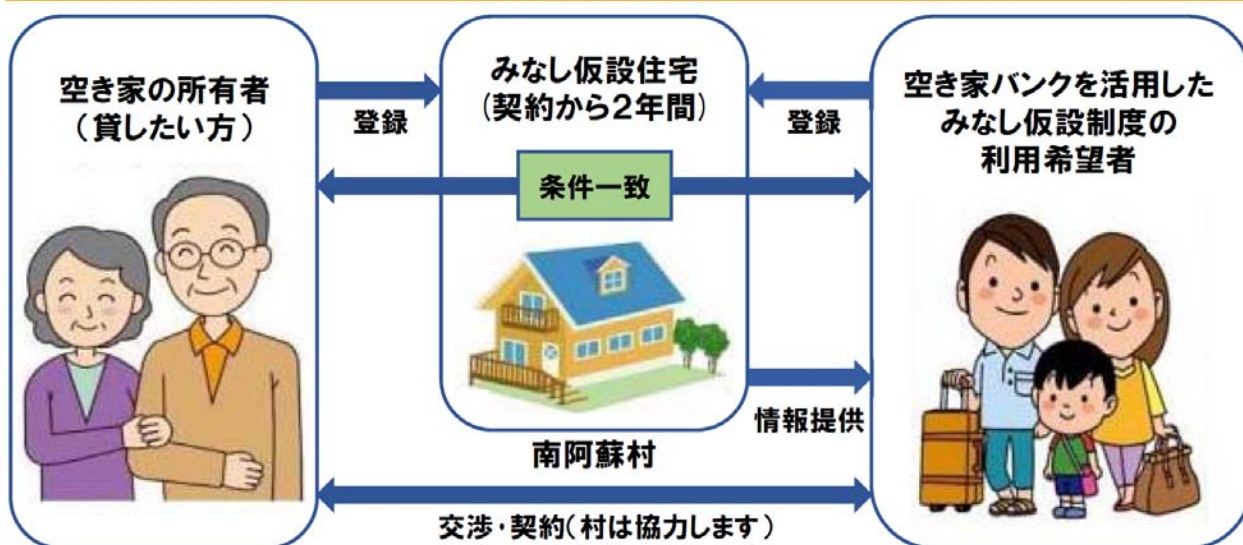 空き家の所有者
(貸したい方)
登録
みなし仮設住宅
(契約から2年間)
登録
空き家バンクを活用した
みなし仮設制度の
利用希望者
条件一致
情報提供
南阿蘇村
交渉・契約(村は協力します)